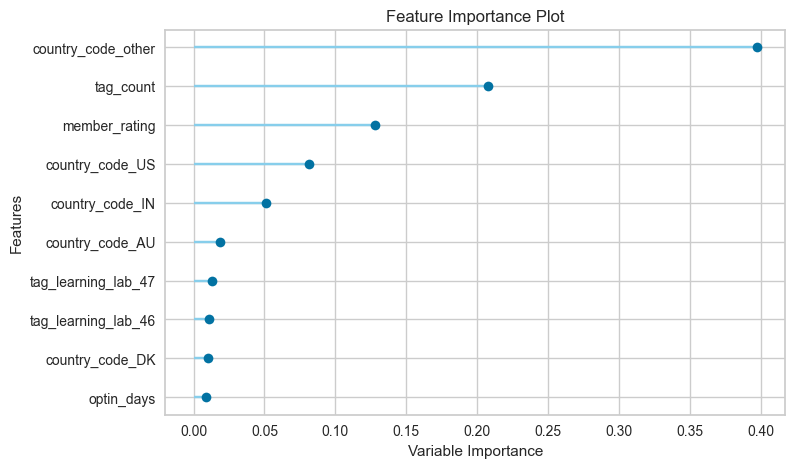 Feature Importance Plot
Features
country_code_other
tag_count
member_rating
country_code_US
country_code_IN
country_code_AU
tag_learning_lab_47
tag_learning_lab_46
country_code_DK
optin_days
0.00 0.05 0.10 0.15 0.20 0.25 0.30 0.35 0.40
Variable Importance